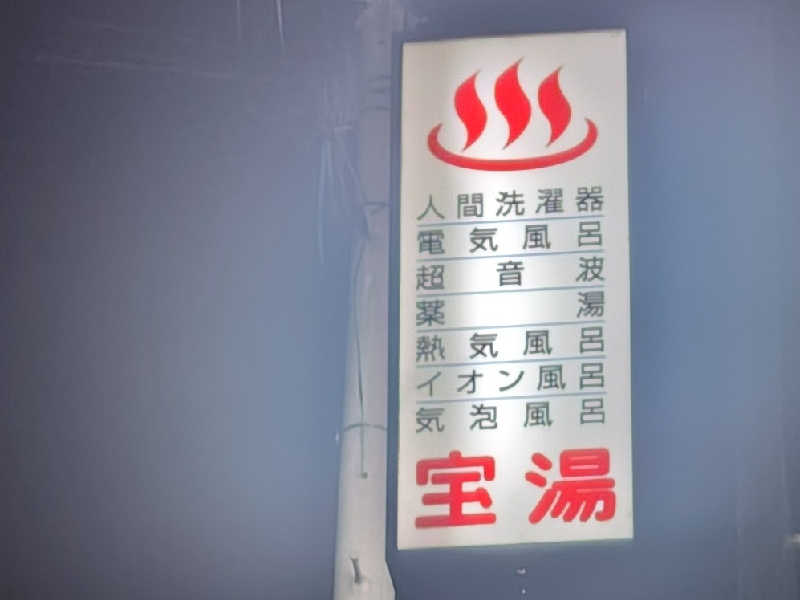 人間洗濯器
電気風呂
超音波
薬湯
熱気風呂
イオン風呂
気泡風呂
宝湯